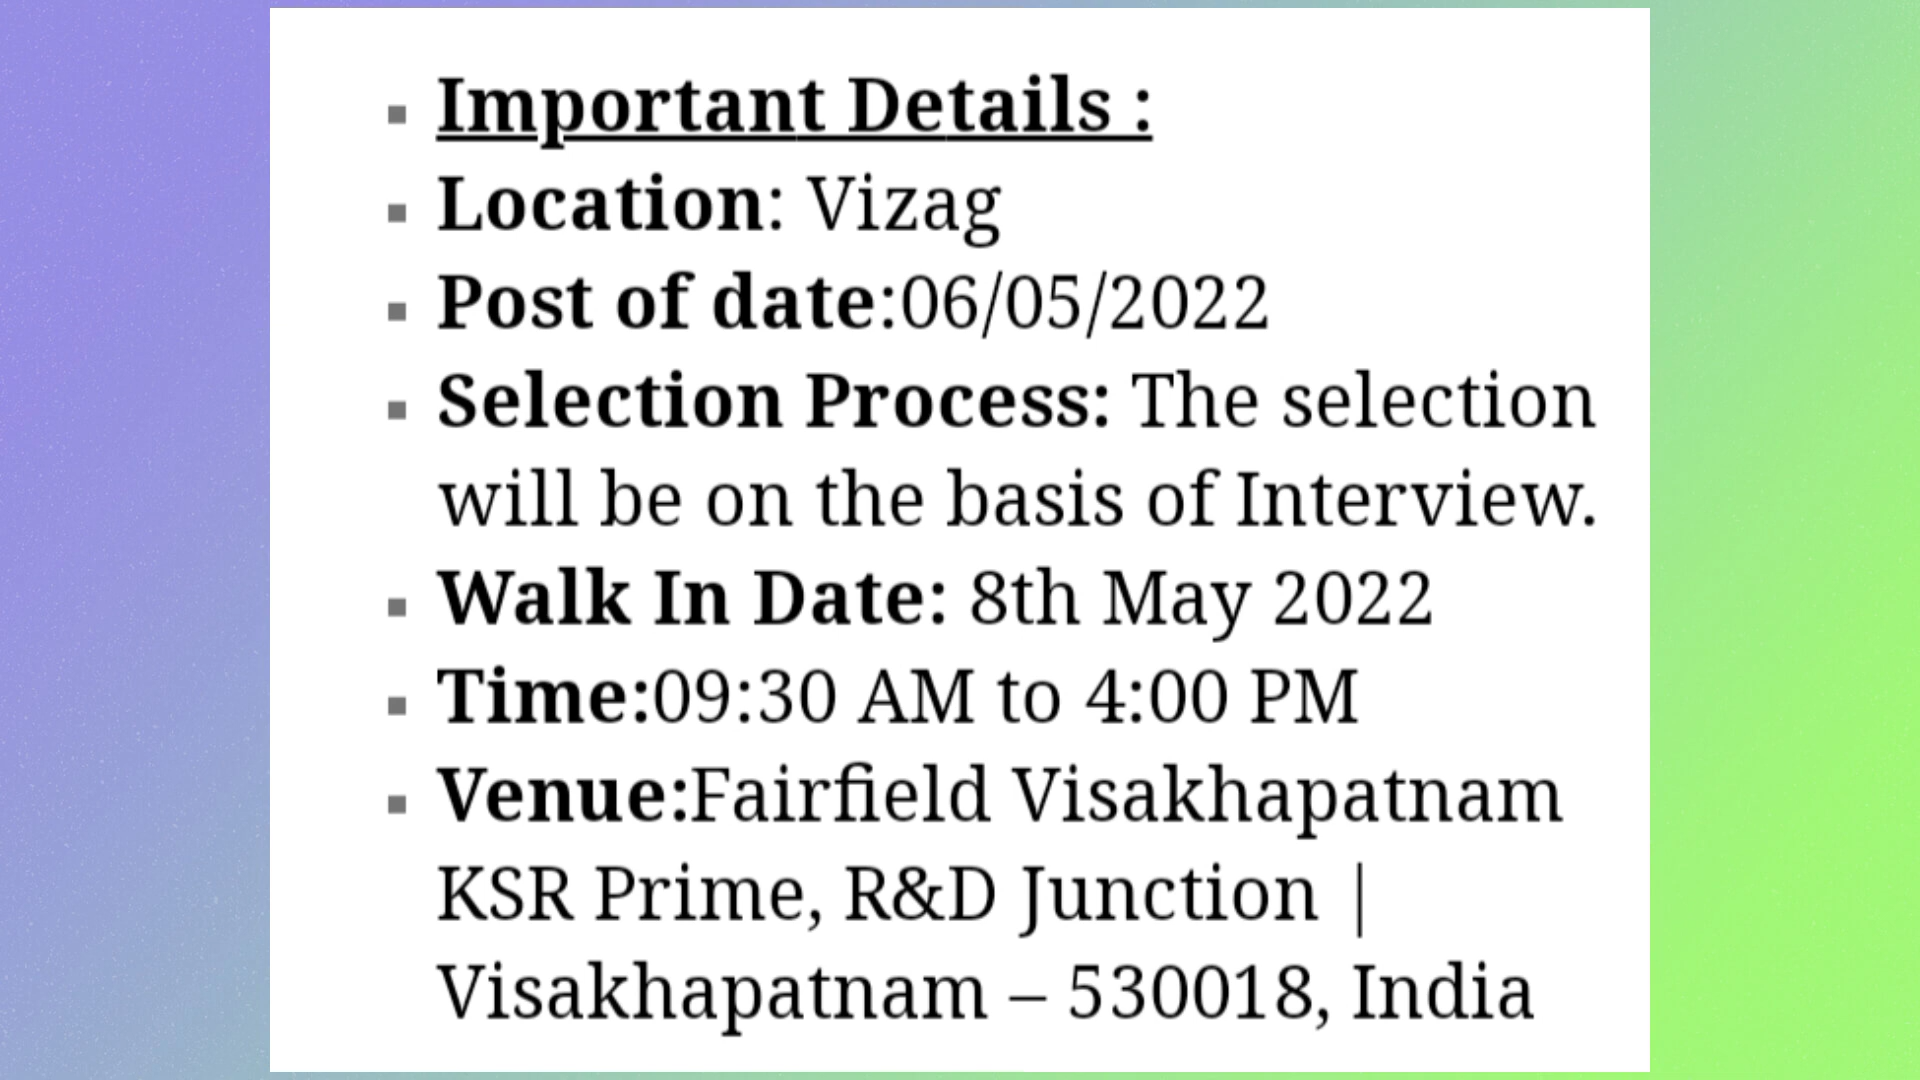 Important Details :
Location: Vizag
Post of date:06/05/2022
Selection Process: The selection
will be on the basis of Interview.
Walk In Date: 8th May 2022
Time:09:30 AM to 4:00 PM
Venue:Fairfield Visakhapatnam
KSR Prime, R&D Junction |
Visakhapatnam – 530018, India